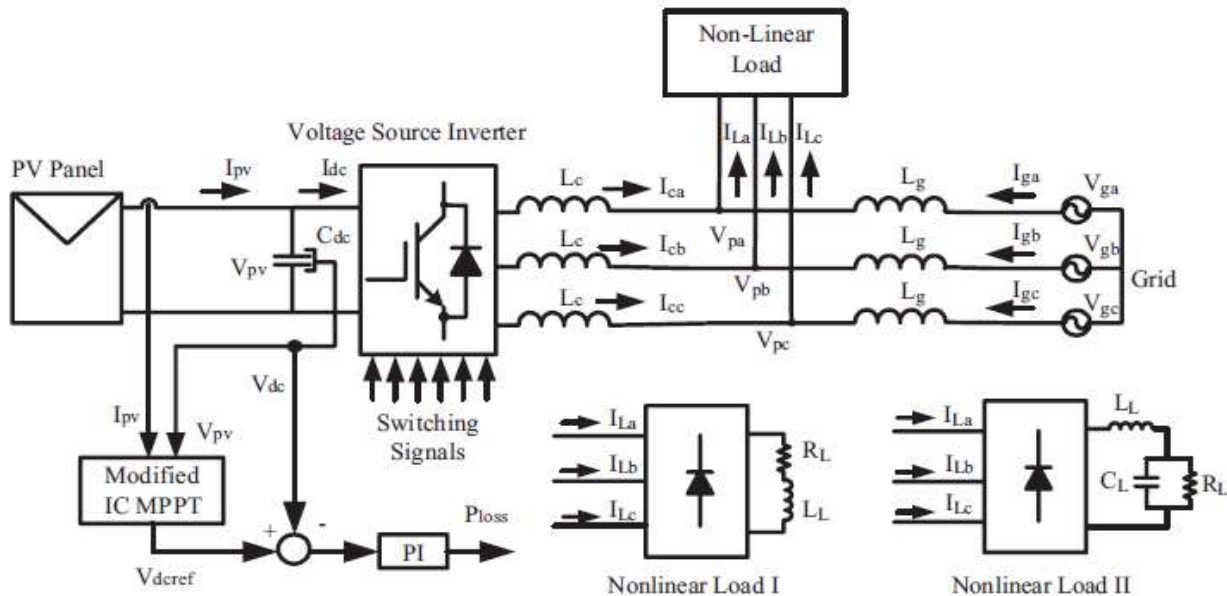 Non-Linear
Load
Voltage Source Inverter
PV Panel
Ipv
Idc
Lc
Ica
ILa
ILb
ILc
Lg
Iga
Vga
Cdc
Vpv
Lc
Icb
Vpa
Lg
Igb
Vgb
Lc
Icc
Vpb
Lg
Igc
Vgc
Grid
Vpc
Vdc
Ipv
Vpv
Switching
Signals
Modified
IC MPPT
+
-
Vdcref
PI
Ploss
ILa
ILb
ILc
RL
LL
Nonlinear Load I
ILa
ILb
ILc
LL
CL
RL
Nonlinear Load II